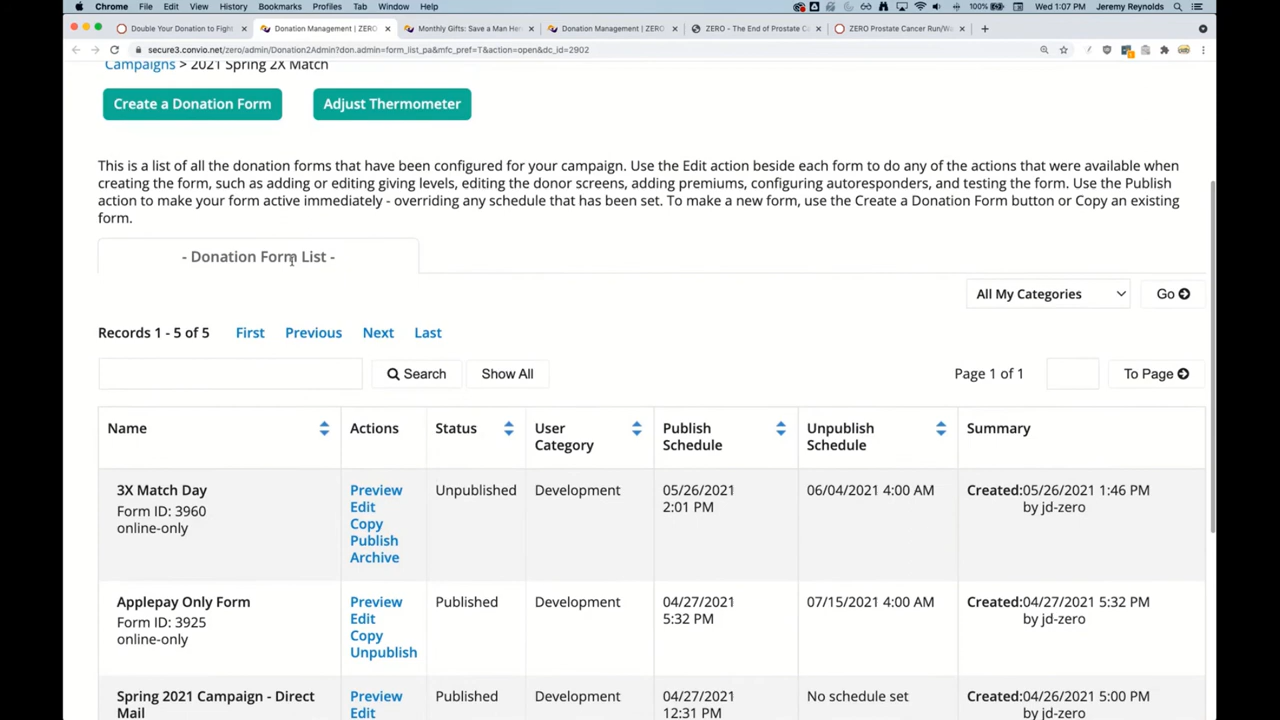 Chrome File Edit View History Bookmarks Profiles Tab Window Help 100% Wed 1:07 PM Jeremy Reynolds
Double Your Donation to Fight Donation Management | ZERO Monthly Gifts: Save a Man He Donation Management | ZERO ZERO - The End of Prostate C ZERO Prostate Cancer Run/Wa
secure3.convio.net/zero/admin/Donation2Admin?don.admin=form_list_pa&mfc_pref=T&action=open&dc_id=2902
Campaigns > 2021 Spring 2X Match
Create a Donation Form Adjust Thermometer
This is a list of all the donation forms that have been configured for your campaign. Use the Edit action beside each form to do any of the actions that were available when
creating the form, such as adding or editing giving levels, editing the donor screens, adding premiums, configuring autoresponders, and testing the form. Use the Publish
action to make your form active immediately - overriding any schedule that has been set. To make a new form, use the Create a Donation Form button or Copy an existing
form.
- Donation Form List -
All My Categories Go
Records 1 - 5 of 5 First Previous Next Last
Search Show All Page 1 of 1 To Page
Name Actions Status User Category Publish Schedule Unpublish Schedule Summary
3X Match Day
Form ID: 3960
online-only
Preview
Edit
Copy
Publish
Archive
Unpublished
Development
05/26/2021
2:01 PM
06/04/2021 4:00 AM
Created:05/26/2021 1:46 PM
by jd-zero
Applepay Only Form
Form ID: 3925
online-only
Preview
Edit
Copy
Unpublish
Published
Development
04/27/2021
5:32 PM
07/15/2021 4:00 AM
Created:04/27/2021 5:32 PM
by jd-zero
Spring 2021 Campaign - Direct
Mail
Preview
Edit
Published
Development
04/27/2021
12:31 PM
No schedule set
Created:04/26/2021 5:00 PM
by jd-zero